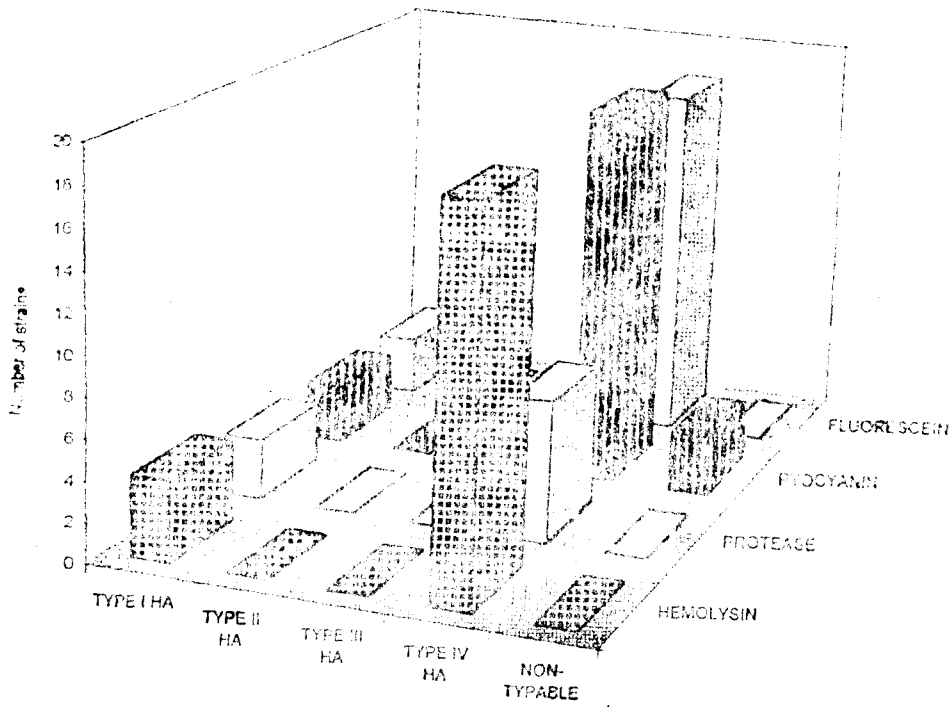 Number of strains
20
18
16
14
12
10
8
6
4
2
0
TYPE I HA
TYPE II
HA
TYPE III
HA
TYPE IV
HA
NON-
TYPABLE
HEMOLYSIN
PROTEASE
PYOCYANIN
FLUORESCEIN